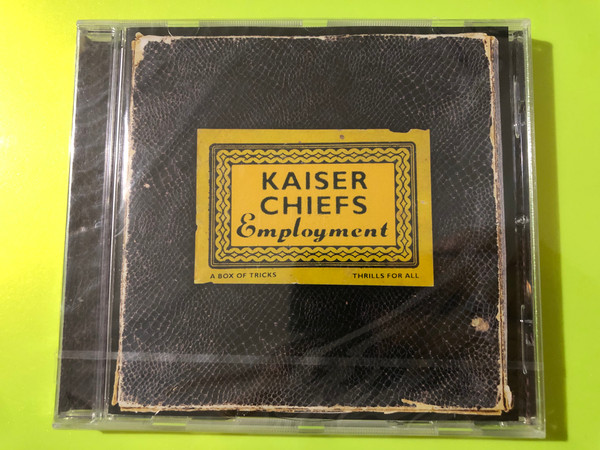 KAISER
CHIEFS
Employment
A BOX OF TRICKS THRILLS FOR ALL